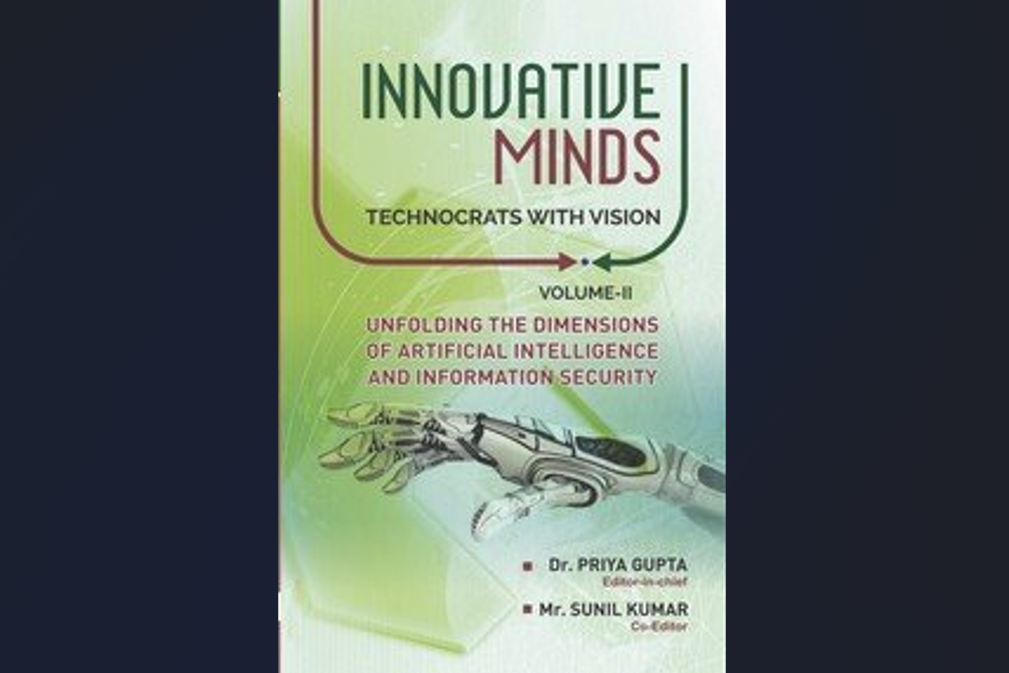 INNOVATIVE
MINDS
TECHNOCRATS WITH VISION
VOLUME-II
UNFOLDING THE DIMENSIONS
OF ARTIFICIAL INTELLIGENCE
AND INFORMATION SECURITY
Dr. PRIYA GUPTA
Editor-in-chief
Mr. SUNIL KUMAR
Co-Editor